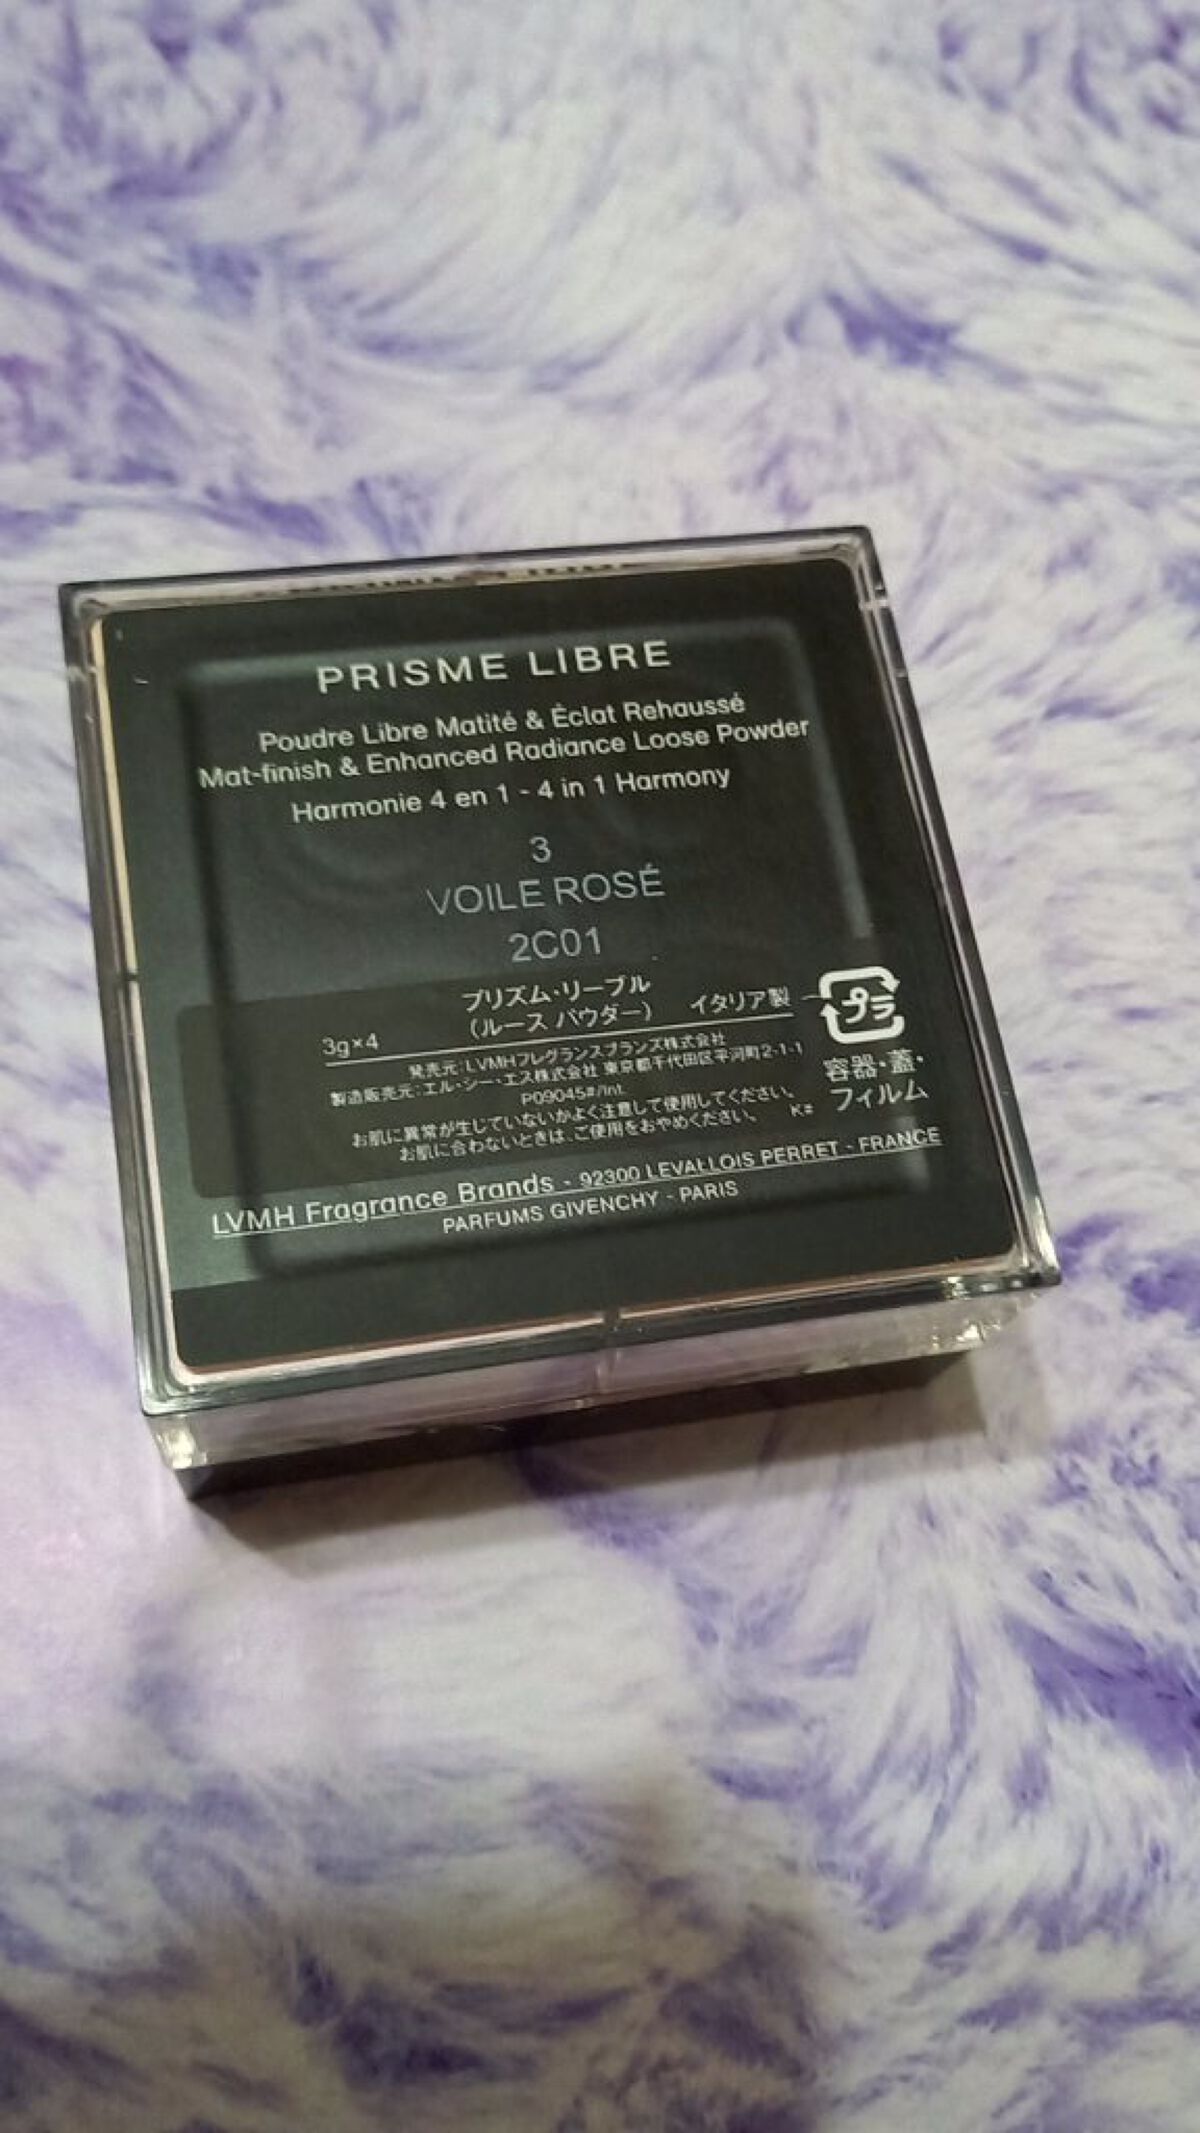 PRISME LIBRE
Poudre Libre Matité & Èclat Rehaussé
Mat-finish & Enhanced Radiance Loose Powder
Harmonie 4 en 1 - 4 in 1 Harmony
3
VOILE ROSÉ
2C01
プリズム・リーブル
3g×4 (ルース パウダー) イタリア製
プラ
容器・蓋・
フィルム
発売元:LVMHフレグランスブランズ株式会社
製造販売元:エル・シー・エス株式会社 東京都千代田区平河町2-1-1
P09045#/Int.
お肌に異常が生じていないかよく注意して使用してください。
お肌に合わないときは、ご使用をおやめください。 K#
LVMH Fragrance Brands - 92300 LEVALLOIS PERRET - FRANCE
PARFUMS GIVENCHY - PARIS